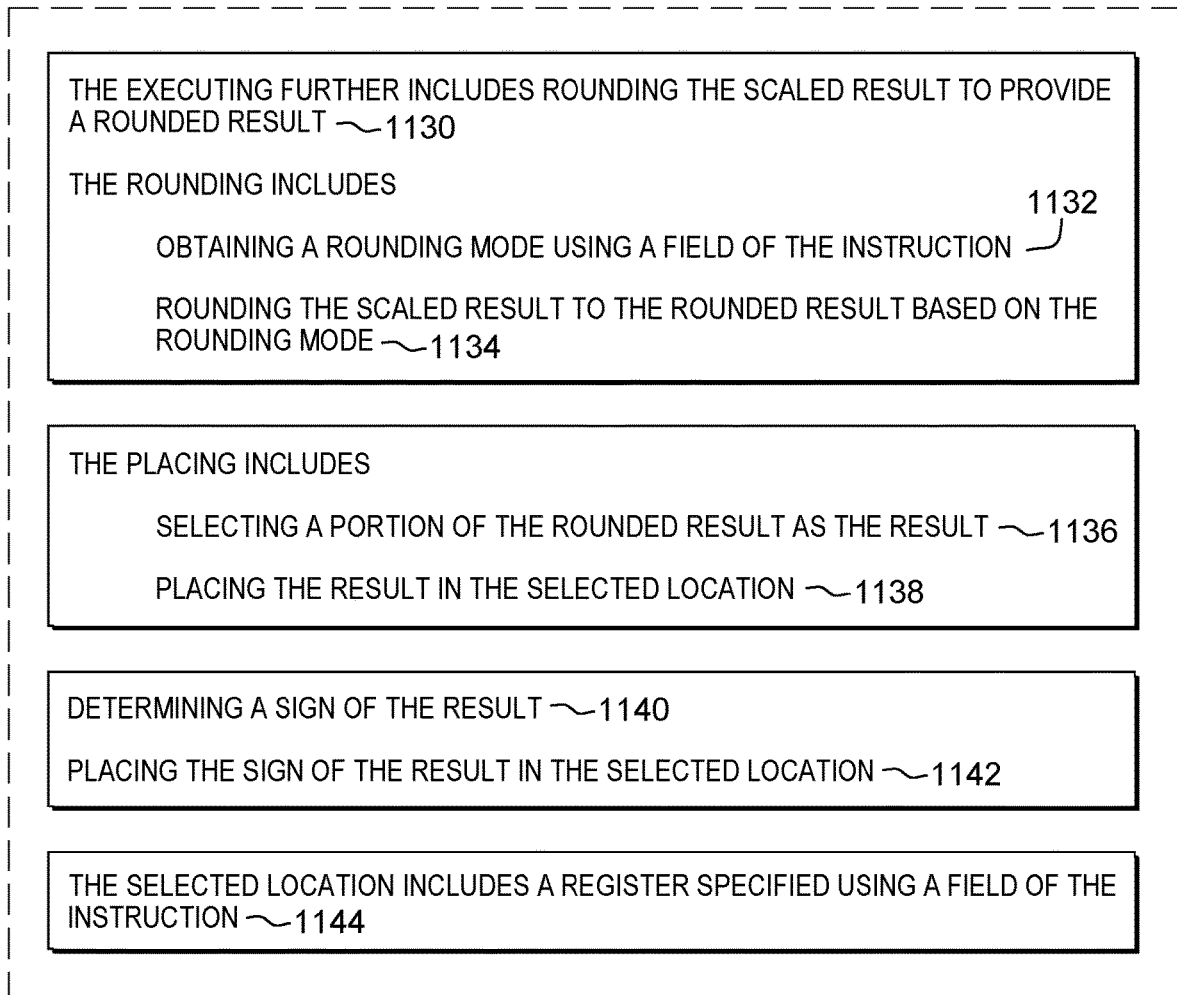 THE EXECUTING FURTHER INCLUDES ROUNDING THE SCALED RESULT TO PROVIDE
A ROUNDED RESULT 1130
THE ROUNDING INCLUDES
1132
OBTAINING A ROUNDING MODE USING A FIELD OF THE INSTRUCTION
ROUNDING THE SCALED RESULT TO THE ROUNDED RESULT BASED ON THE
ROUNDING MODE 1134
THE PLACING INCLUDES
SELECTING A PORTION OF THE ROUNDED RESULT AS THE RESULT 1136
PLACING THE RESULT IN THE SELECTED LOCATION 1138
DETERMINING A SIGN OF THE RESULT 1140
PLACING THE SIGN OF THE RESULT IN THE SELECTED LOCATION 1142
THE SELECTED LOCATION INCLUDES A REGISTER SPECIFIED USING A FIELD OF THE
INSTRUCTION 1144